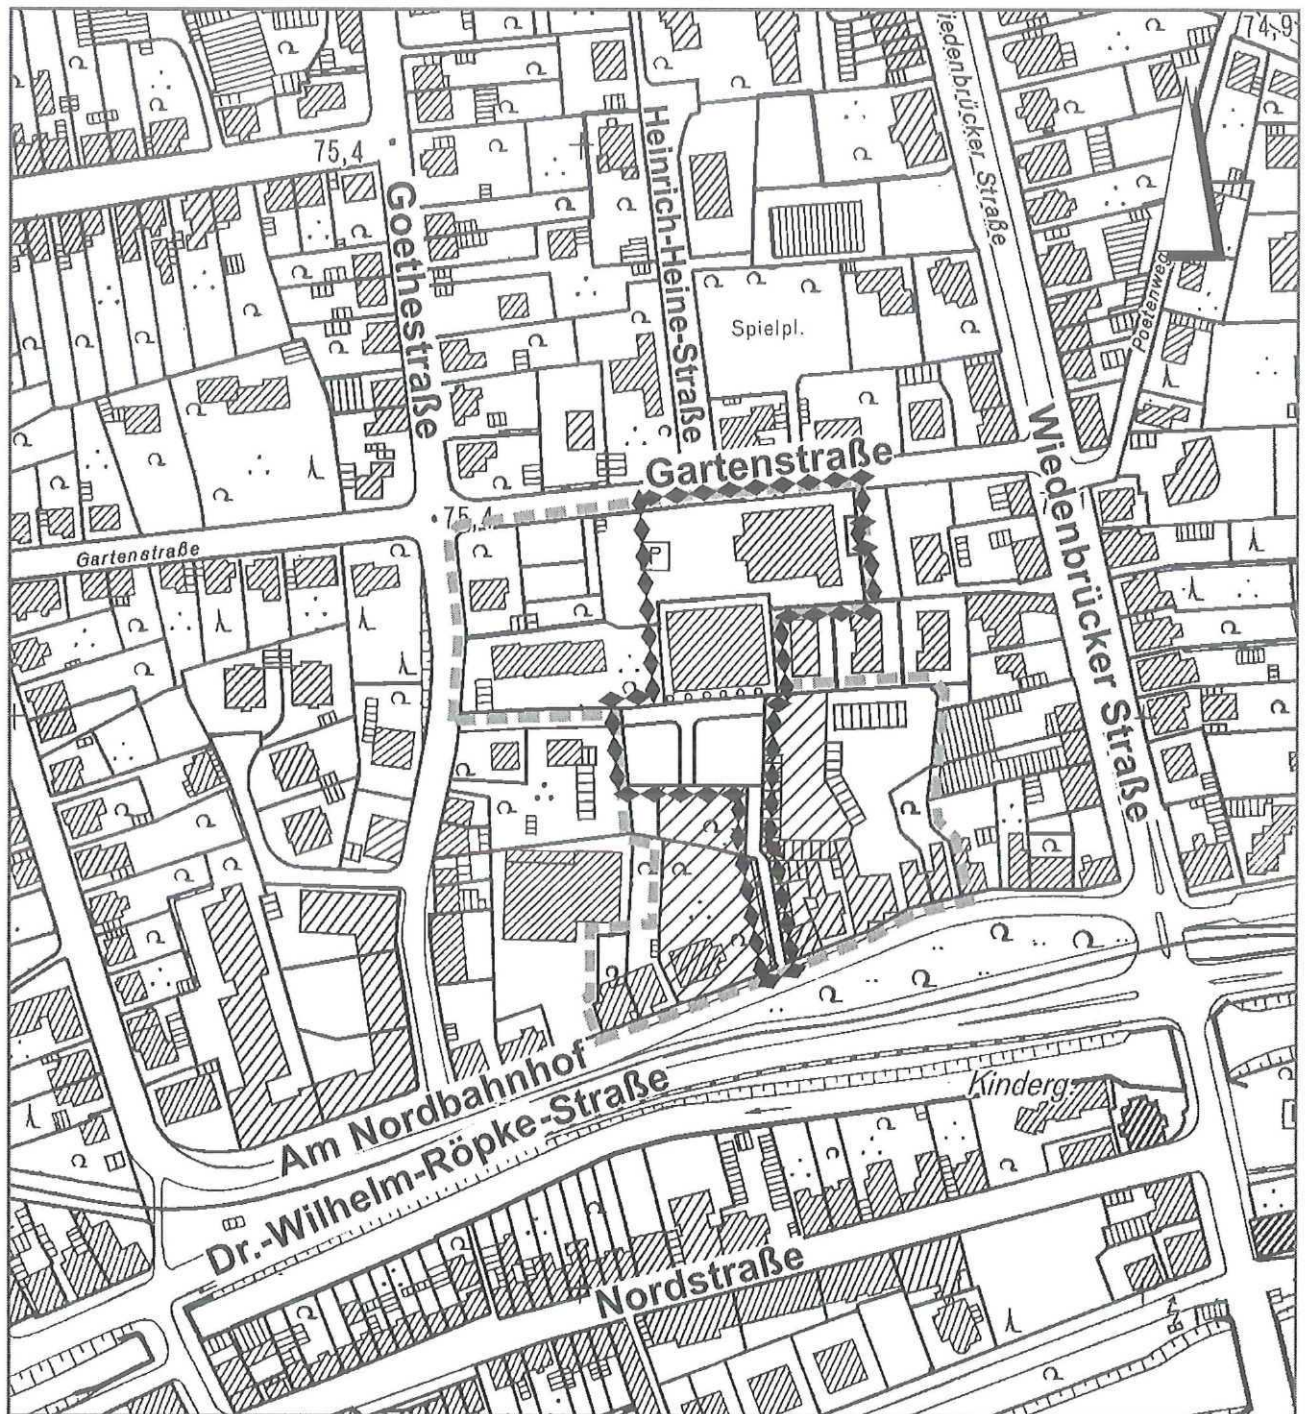 74,9
iedenbrücker Straße
75,4
Heinrich-Heine-Straße
Goethestraße
Poetenweg
Spielpl.
Wiedenbrücker Straße
Gartenstraße
75,4
Gartenstraße
P
Kinderg.
Am Nordbahnhof
Dr.-Wilhelm-Röpke-Straße
Nordstraße